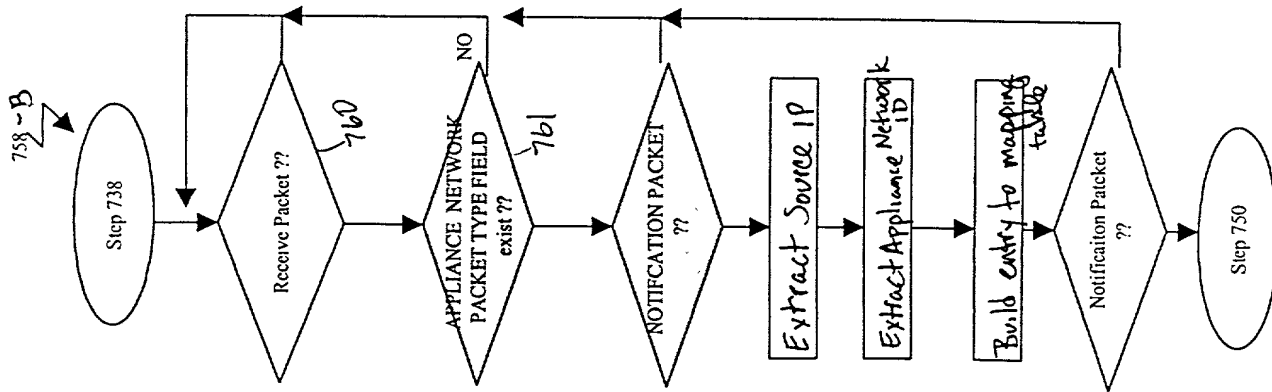 758-B
Step 738
Receive Packet ??
760
APPLIANCE NETWORK
PACKET TYPE FIELD
exist ??
NO
761
NOTIFCATION PACKET
??
Extract Source IP
Extract Appliance Network
ID
Build entry to mapping
table
Notificaiton Patcket
??
Step 750